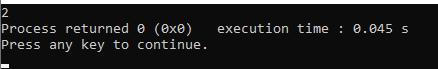 2
Process returned 0 (0x0)   execution time : 0.045 s
Press any key to continue.